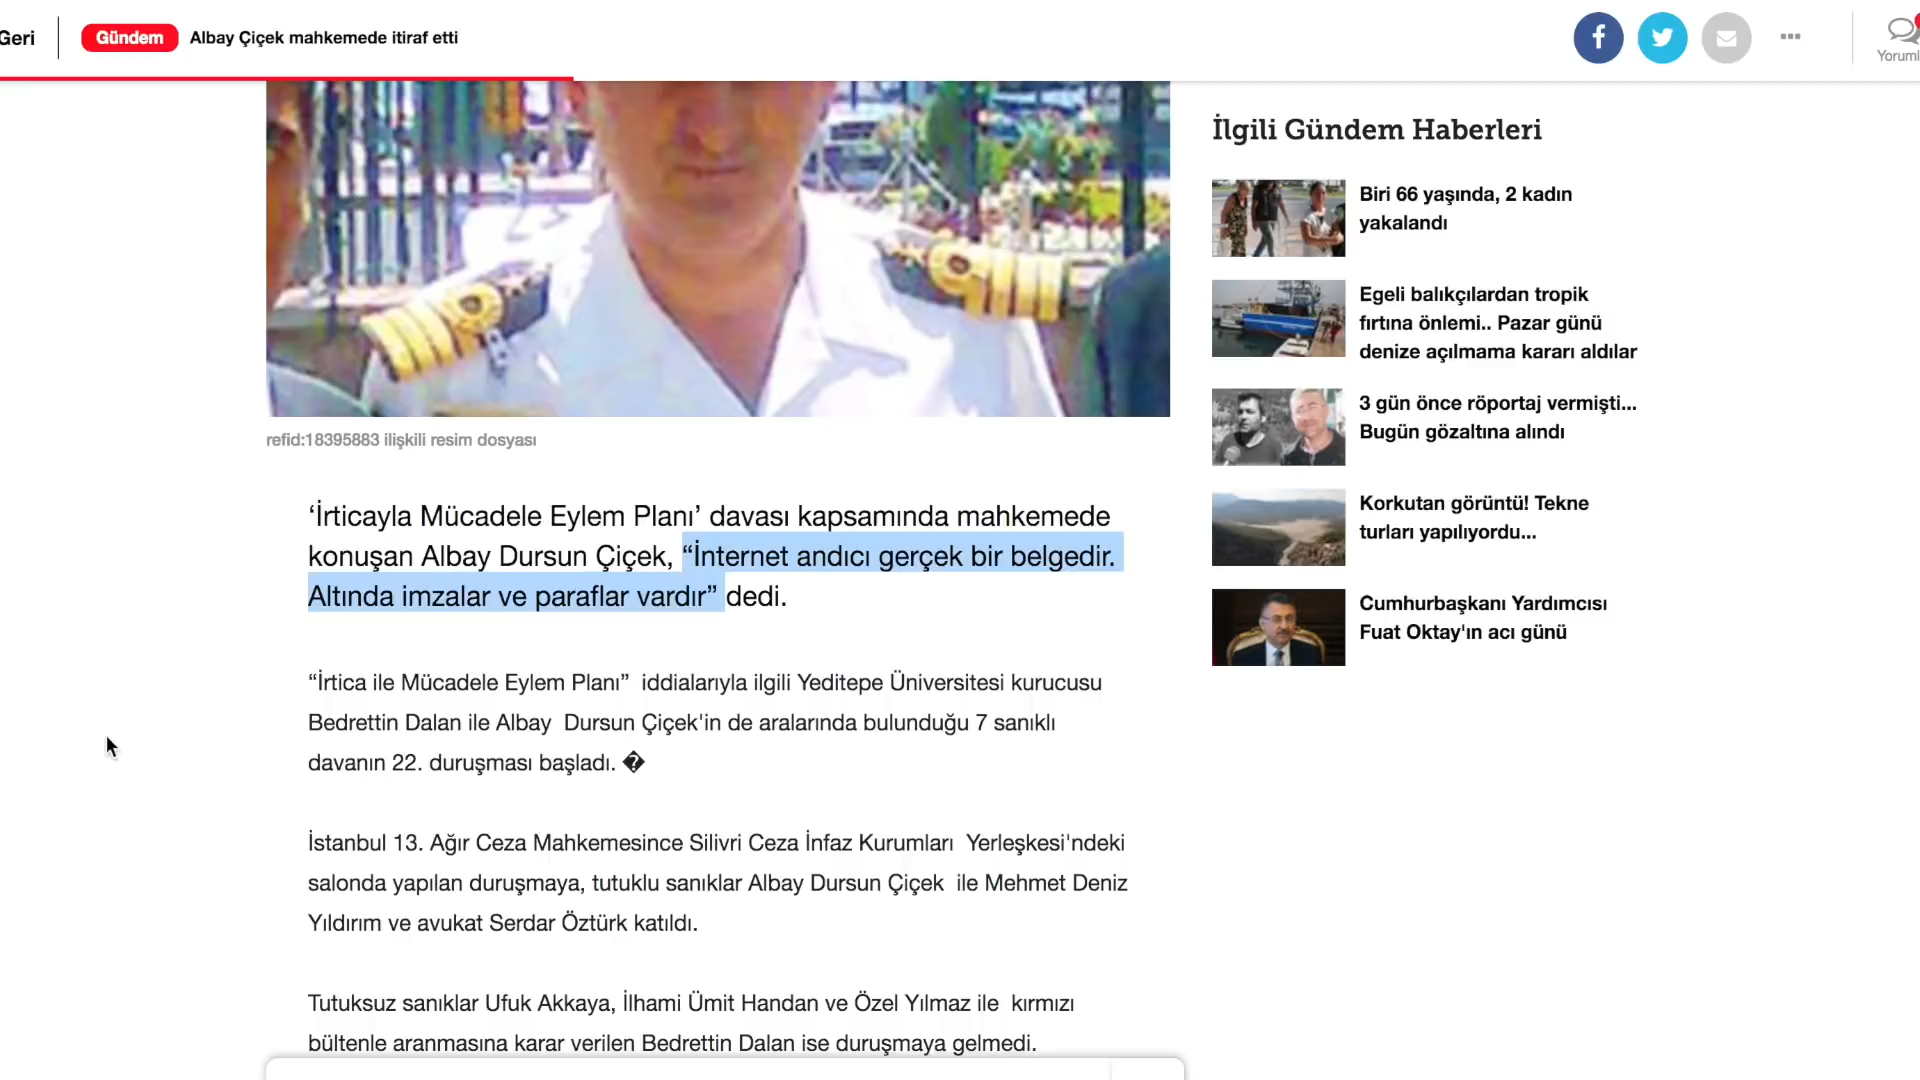 Geri
Gündem
Albay Çiçek mahkemede itiraf etti
refid:18395883 ilişkili resim dosyası
‘İrticayla Mücadele Eylem Planı’ davası kapsamında mahkemede
konuşan Albay Dursun Çiçek, “İnternet andıcı gerçek bir belgedir.
Altında imzalar ve paraflar vardır” dedi.
“İrtica ile Mücadele Eylem Planı” iddialarıyla ilgili Yeditepe Üniversitesi kurucusu
Bedrettin Dalan ile Albay Dursun Çiçek'in de aralarında bulunduğu 7 sanıklı
davanın 22. duruşması başladı. �
İstanbul 13. Ağır Ceza Mahkemesince Silivri Ceza İnfaz Kurumları Yerleşkesi'ndeki
salonda yapılan duruşmaya, tutuklu sanıklar Albay Dursun Çiçek ile Mehmet Deniz
Yıldırım ve avukat Serdar Öztürk katıldı.
Tutuksuz sanıklar Ufuk Akkaya, İlhami Ümit Handan ve Özel Yılmaz ile kırmızı
bültenle aranmasına karar verilen Bedrettin Dalan ise duruşmaya gelmedi.
İlgili Gündem Haberleri
Biri 66 yaşında, 2 kadın
yakalandı
Egeli balıkçılardan tropik
fırtına önlemi.. Pazar günü
denize açılmama kararı aldılar
3 gün önce röportaj vermişti...
Bugün gözaltına alındı
Korkutan görüntü! Tekne
turları yapılıyordu...
Cumhurbaşkanı Yardımcısı
Fuat Oktay'ın acı günü